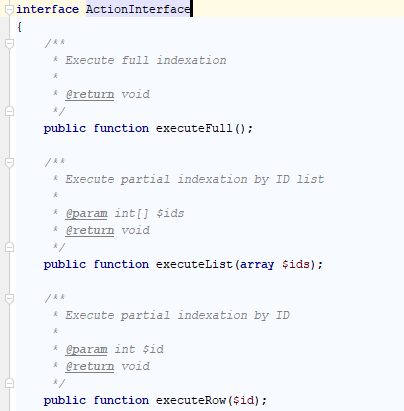 interface ActionInterface
{
/**
* Execute full indexation
*
* @return void
*/
public function executeFull();
/**
* Execute partial indexation by ID list
*
* @param int[] $ids
* @return void
*/
public function executeList(array $ids);
/**
* Execute partial indexation by ID
*
* @param int $id
* @return void
*/
public function executeRow($id);